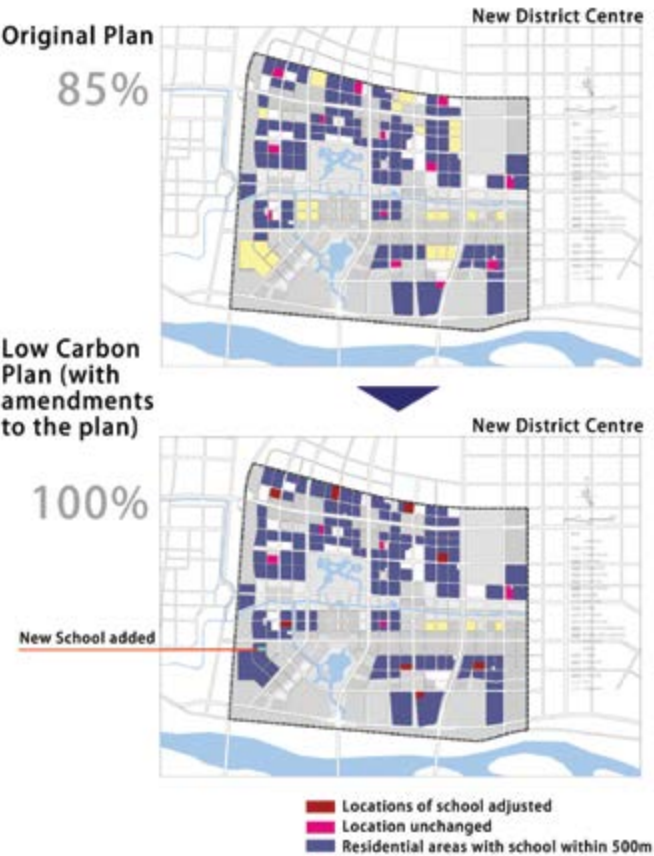 New District Centre
Original Plan
85%
Low Carbon
Plan (with
amendments
to the plan)
New District Centre
100%
New School added
Locations of school adjusted
Location unchanged
Residential areas with school within 500m